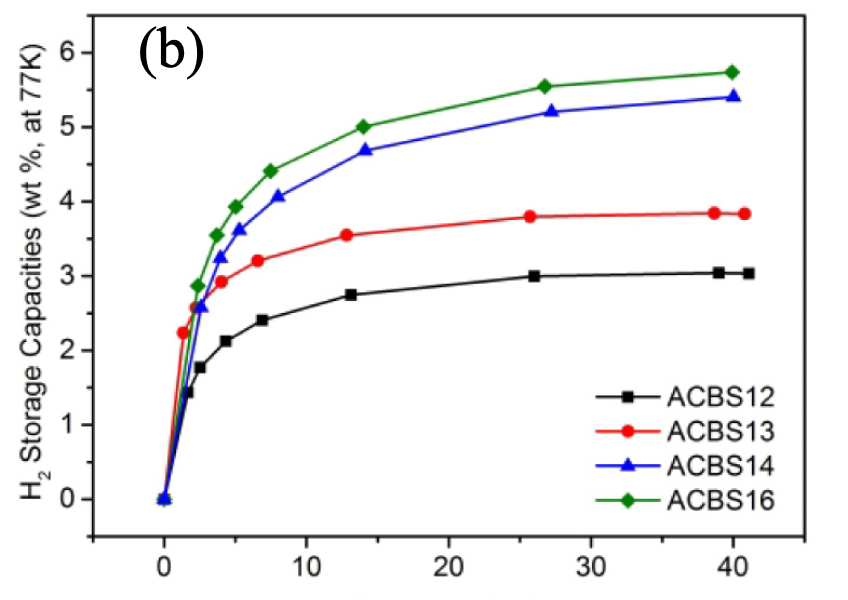 (b)
H2 Storage Capacities (wt %, at 77K)
6
5
4
3
2
1
0
ACBS12
ACBS13
ACBS14
ACBS16
0 10 20 30 40